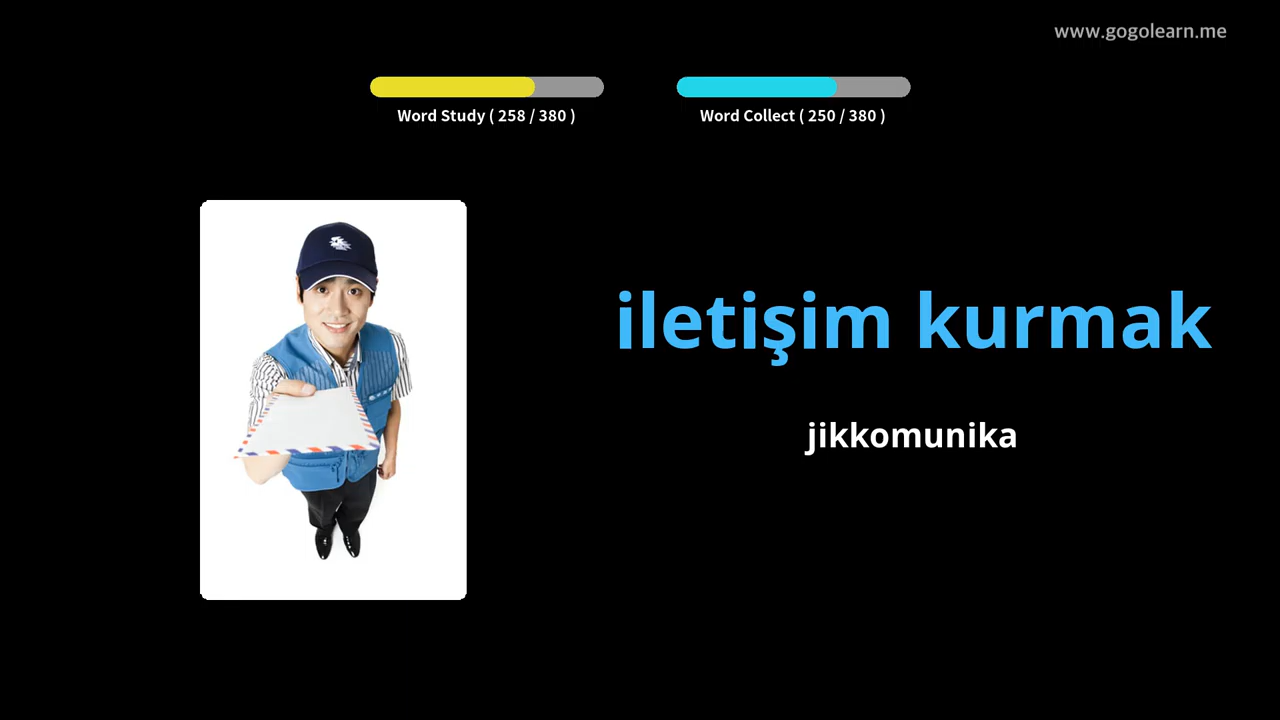 www.gogolearn.me
Word Study ( 258 / 380 )
Word Collect ( 250 / 380 )
iletişim kurmak
jikkomunika